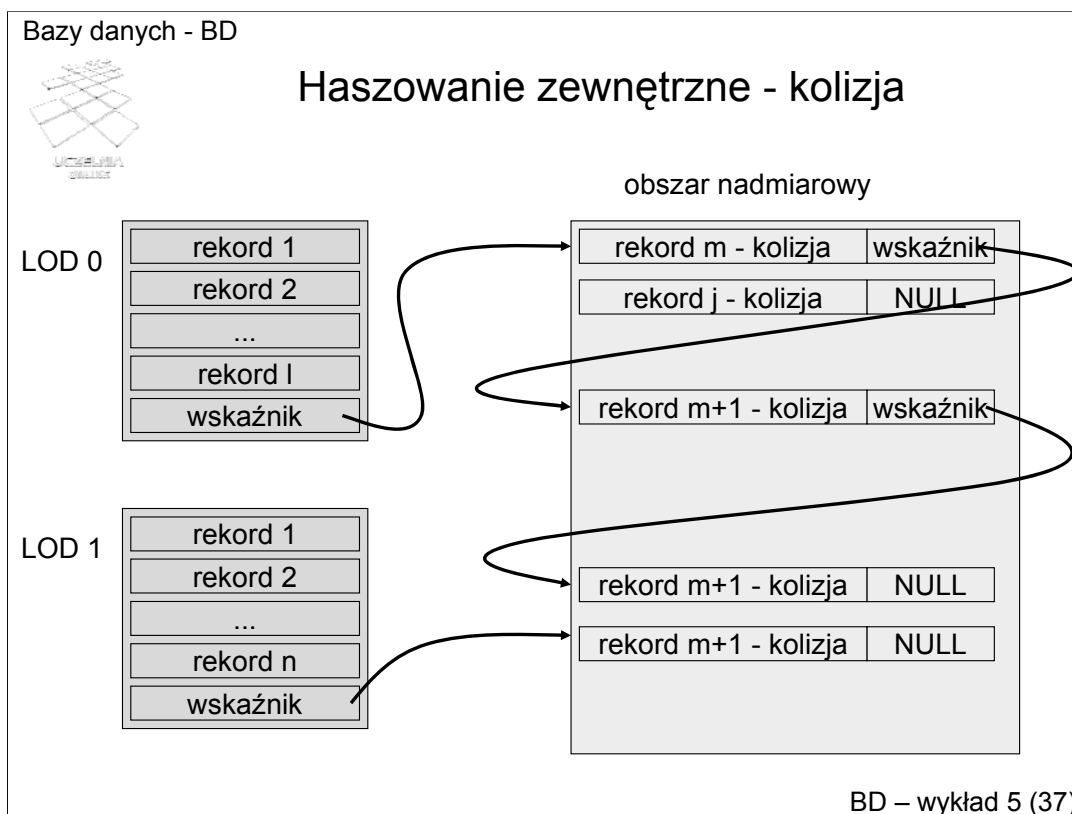 Bazy danych - BD
UCZELNIA
ONLINE
Haszowanie zewnętrzne - kolizja
obszar nadmiarowy
LOD 0
rekord 1
rekord 2
...
rekord l
wskaźnik
LOD 1
rekord 1
rekord 2
...
rekord n
wskaźnik
rekord m - kolizja wskaźnik
rekord j - kolizja NULL
rekord m+1 - kolizja wskaźnik
rekord m+1 - kolizja NULL
rekord m+1 - kolizja NULL
BD – wykład 5 (37)